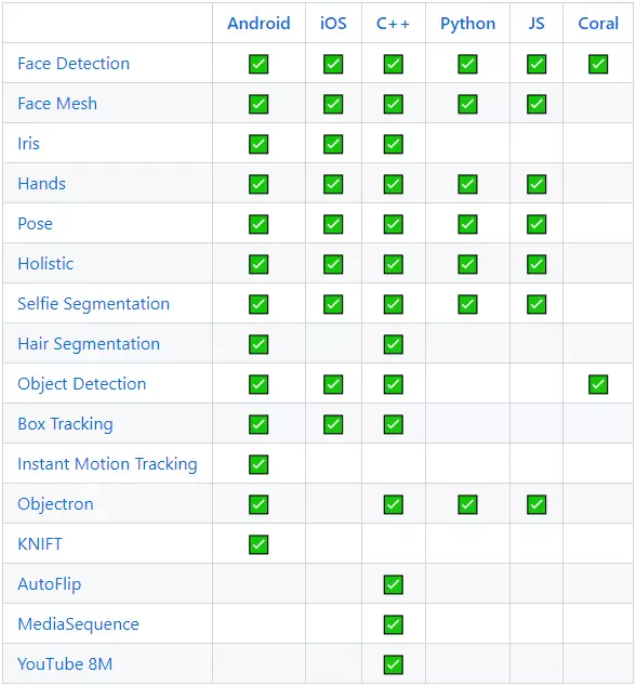 Android iOS C++ Python JS Coral
Face Detection ✅ ✅ ✅ ✅ ✅ ✅
Face Mesh ✅ ✅ ✅ ✅ ✅
Iris ✅ ✅ ✅
Hands ✅ ✅ ✅ ✅ ✅
Pose ✅ ✅ ✅ ✅ ✅
Holistic ✅ ✅ ✅ ✅ ✅
Selfie Segmentation ✅ ✅ ✅ ✅ ✅
Hair Segmentation ✅ ✅
Object Detection ✅ ✅ ✅ ✅
Box Tracking ✅ ✅ ✅
Instant Motion Tracking ✅
Objectron ✅ ✅ ✅ ✅
KNIFT ✅
AutoFlip ✅
MediaSequence ✅
YouTube 8M ✅